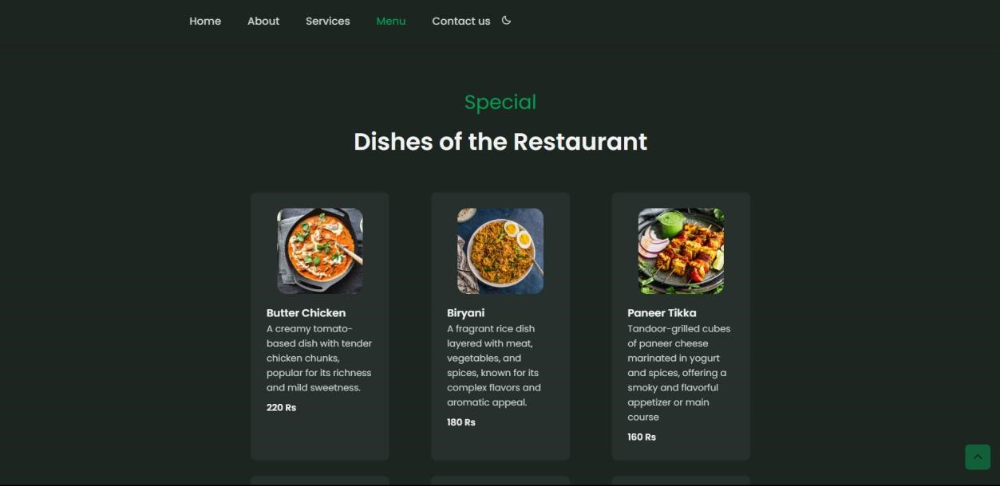 Home About Services Menu Contact us
Special
Dishes of the Restaurant
Butter Chicken
A creamy tomato-
based dish with tender
chicken chunks,
popular for its richness
and mild sweetness.
220 Rs
Biryani
A fragrant rice dish
layered with meat,
vegetables, and
spices, known for its
complex flavors and
aromatic appeal.
180 Rs
Paneer Tikka
Tandoor-grilled cubes
of paneer cheese
marinated in yogurt
and spices, offering a
smoky and flavorful
appetizer or main
course
160 Rs